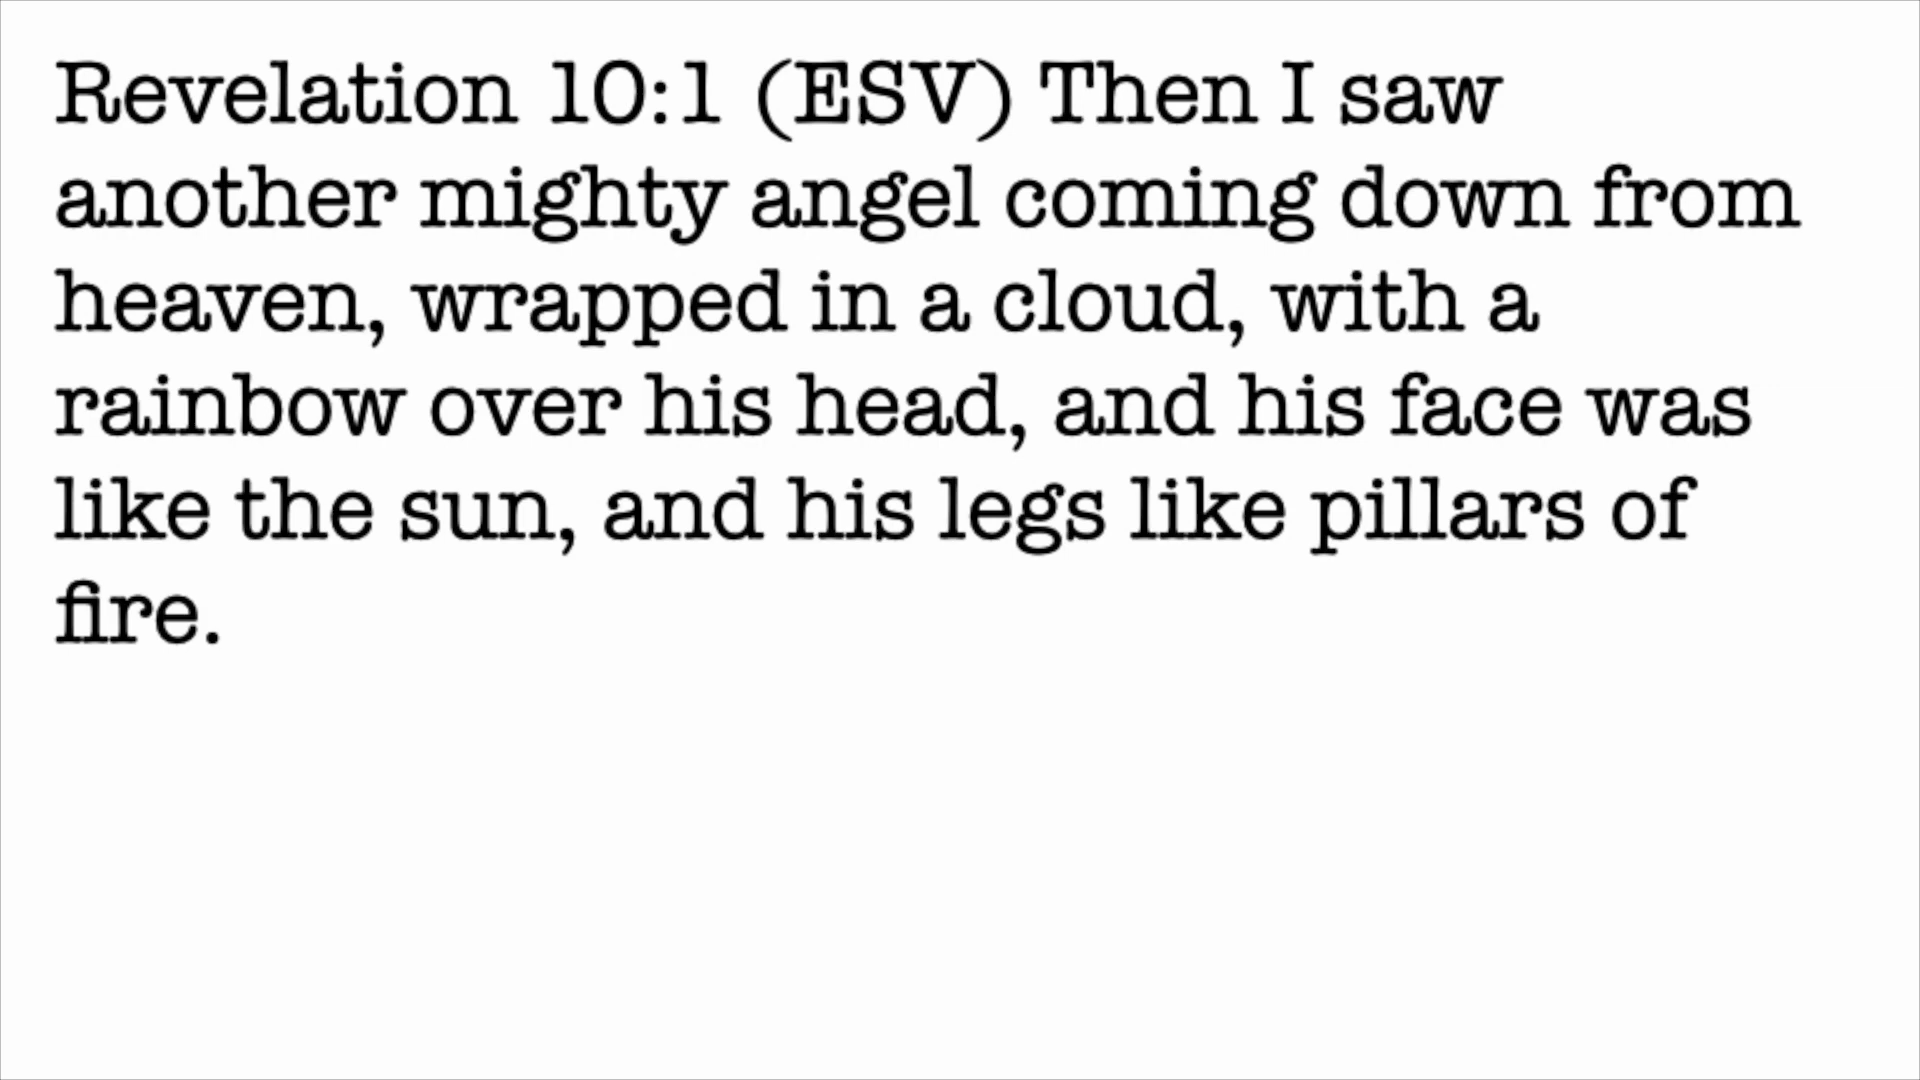 Revelation 10:1 (ESV) Then I saw
another mighty angel coming down from
heaven, wrapped in a cloud, with a
rainbow over his head, and his face was
like the sun, and his legs like pillars of
fire.